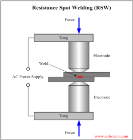 Resistance Spot Welding (RSW)
Force
Tong
Electrode
Weld
AC Power Supply
Electrode
Tong
Force